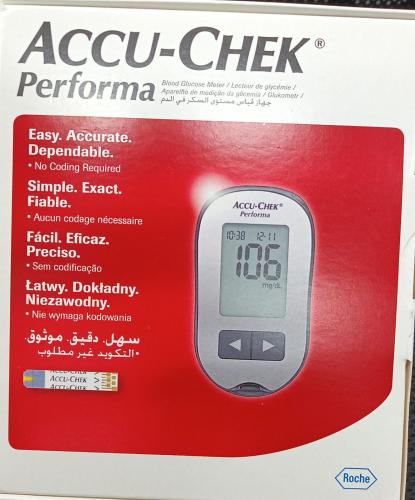 ACCU-CHEK®
Performa
Blood Glucose Meter / Lecteur de glycémie /
Aparelho de medição da glicemia / Glukometr /
جهاز قياس مستوى السكر في الدم
Easy. Accurate.
Dependable.
• No Coding Required
Simple. Exact.
Fiable.
• Aucun codage nécessaire
Fácil. Eficaz.
Preciso.
• Sem codificação
Łatwy. Dokładny.
Niezawodny.
• Nie wymaga kodowania
سهل. دقيق. موثوق.
• التكويد غير مطلوب
ACCU-CHEK
ACCU-CHEK®
Performa
10:38 12-11
106
mg/dL
Roche